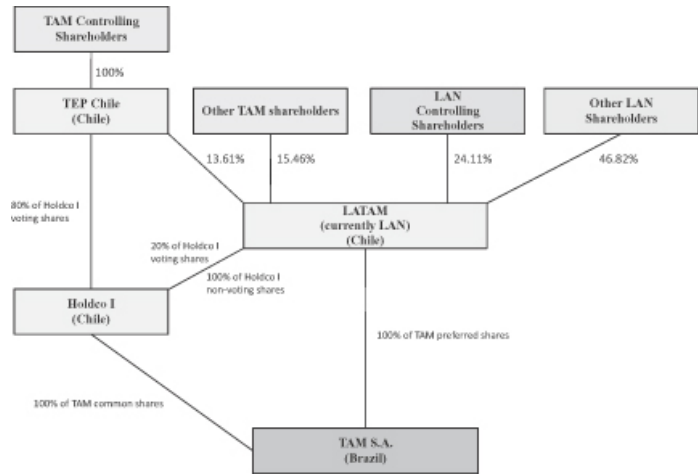 TAM Controlling
Shareholders
100%
TEP Chile
(Chile)
Other TAM shareholders
LAN
Controlling
Shareholders
Other LAN
Shareholders
13.61%
15.46%
24.11%
46.82%
80% of Holdco I
voting shares
LATAM
(currently LAN)
(Chile)
20% of Holdco I
voting shares
100% of Holdco I
non-voting shares
Holdco I
(Chile)
100% of TAM preferred shares
100% of TAM common shares
TAM S.A.
(Brazil)